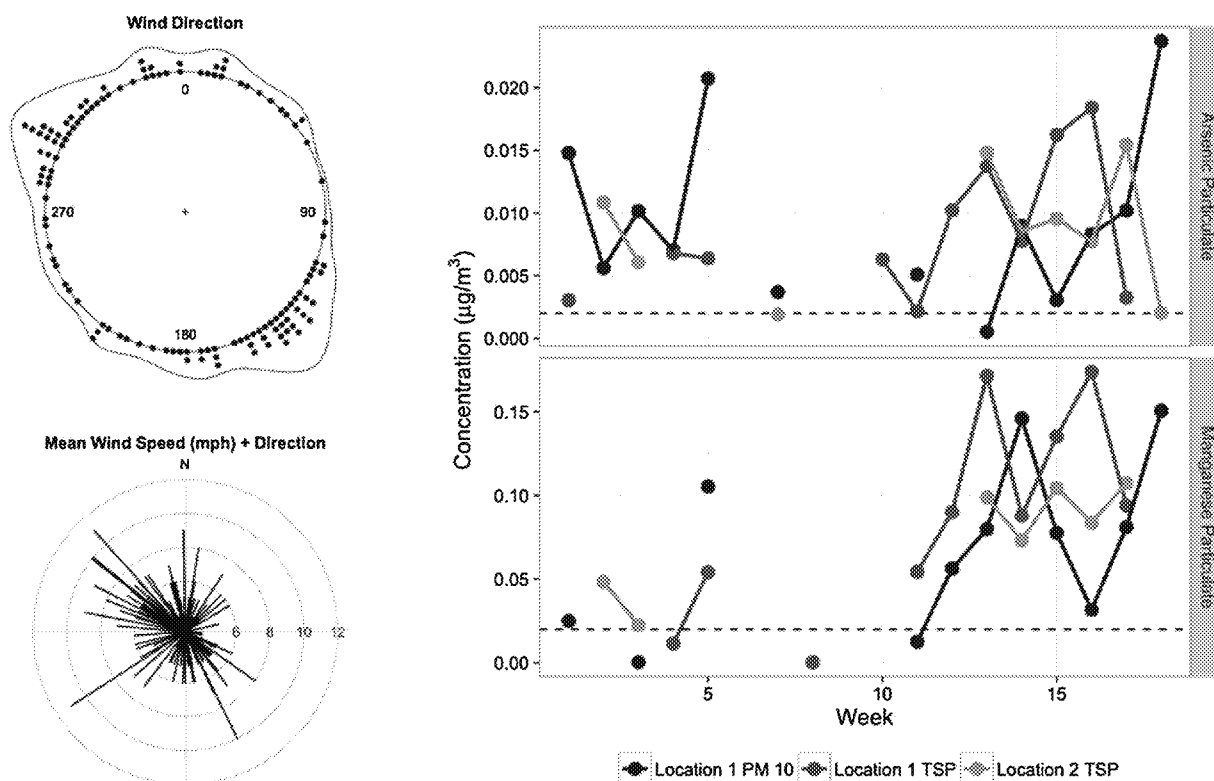 Wind Direction
0
270
90
180
Mean Wind Speed (mph) + Direction
N
6
8
10
12
Concentration (μg/m³)
0.020
0.015
0.010
0.005
0.000
Arsenic Particulate
0.15
0.10
0.05
0.00
Manganese Particulate
5
10
15
Week
Location 1 PM 10
Location 1 TSP
Location 2 TSP